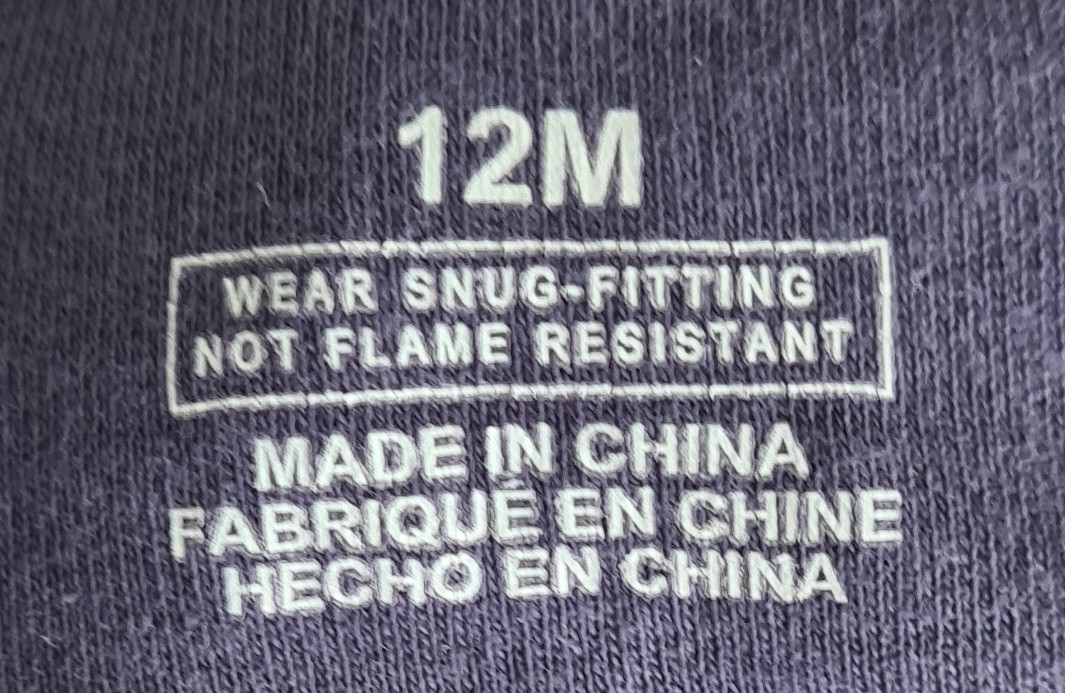 12M
WEAR SNUG-FITTING
NOT FLAME RESISTANT
MADE IN CHINA
FABRIQUÉ EN CHINE
HECHO EN CHINA